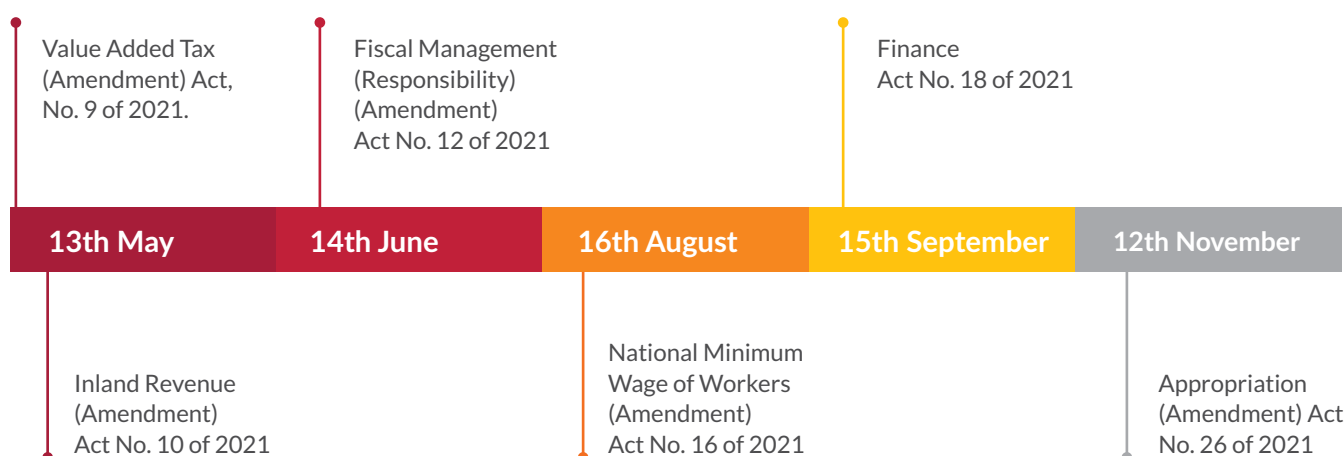 Value Added Tax
(Amendment) Act,
No. 9 of 2021.
Fiscal Management
(Responsibility)
(Amendment)
Act No. 12 of 2021
Finance
Act No. 18 of 2021
13th May
14th June
16th August
15th September
12th November
Inland Revenue
(Amendment)
Act No. 10 of 2021
National Minimum
Wage of Workers
(Amendment)
Act No. 16 of 2021
Appropriation
(Amendment) Act
No. 26 of 2021